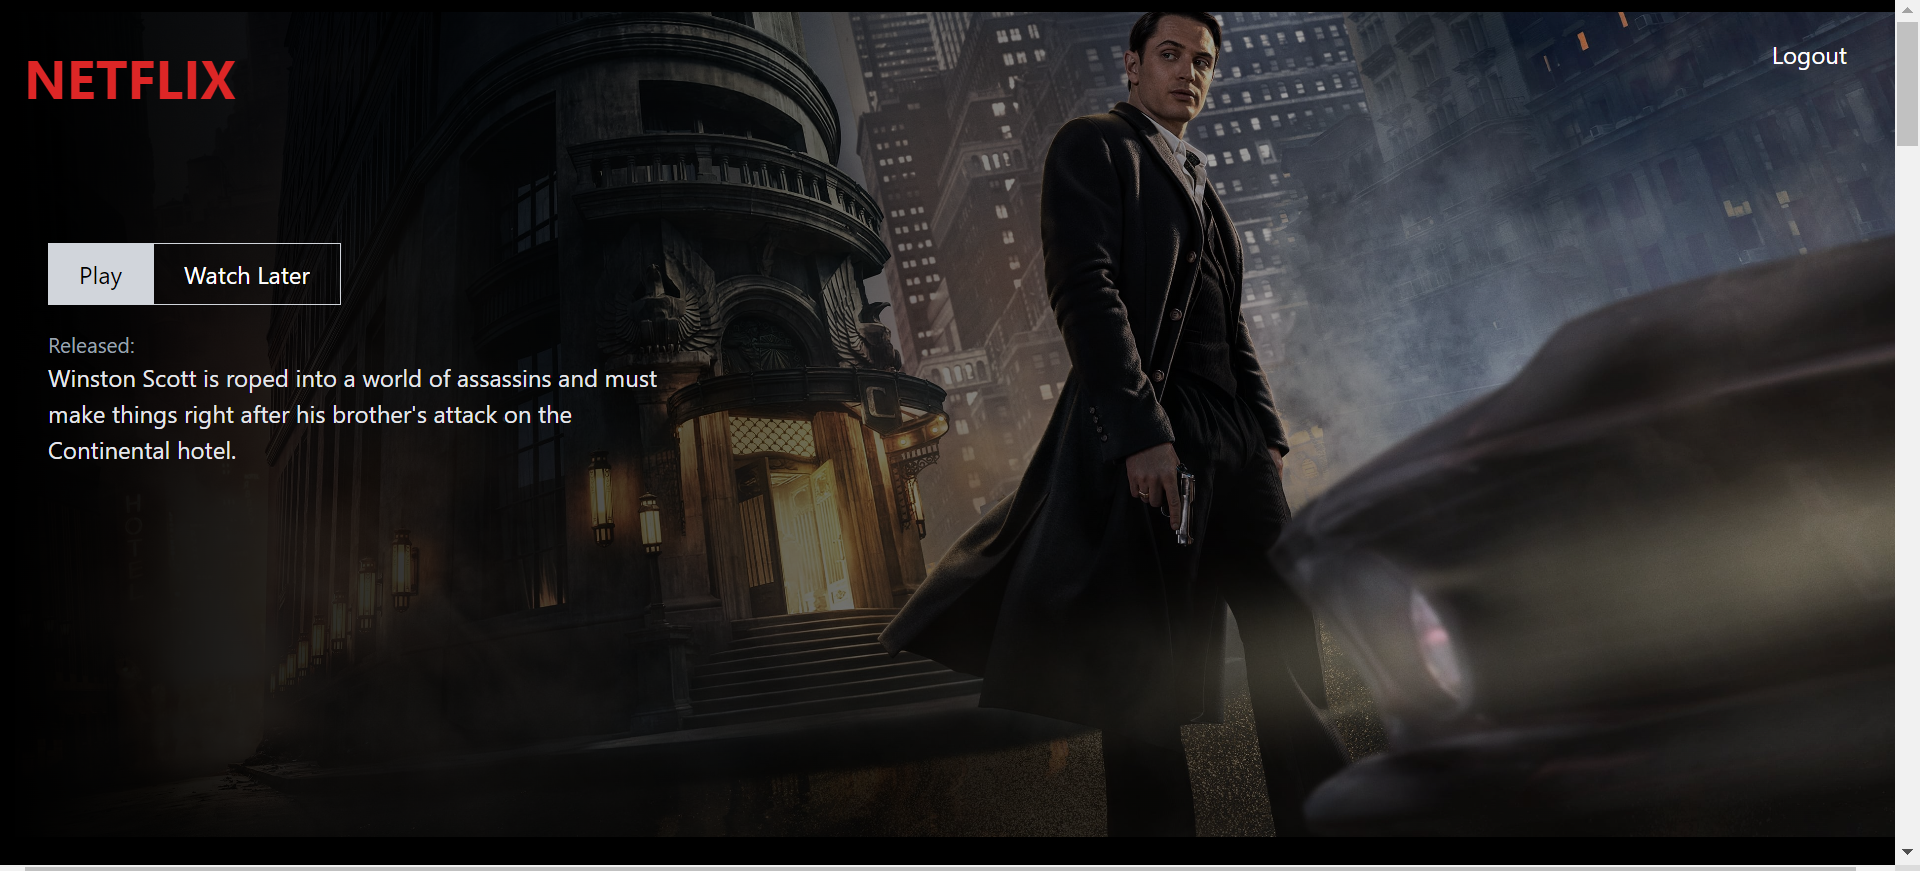 NETFLIX
Logout
Play
Watch Later
Released:
Winston Scott is roped into a world of assassins and must
make things right after his brother's attack on the
Continental hotel.
HOTEL
C